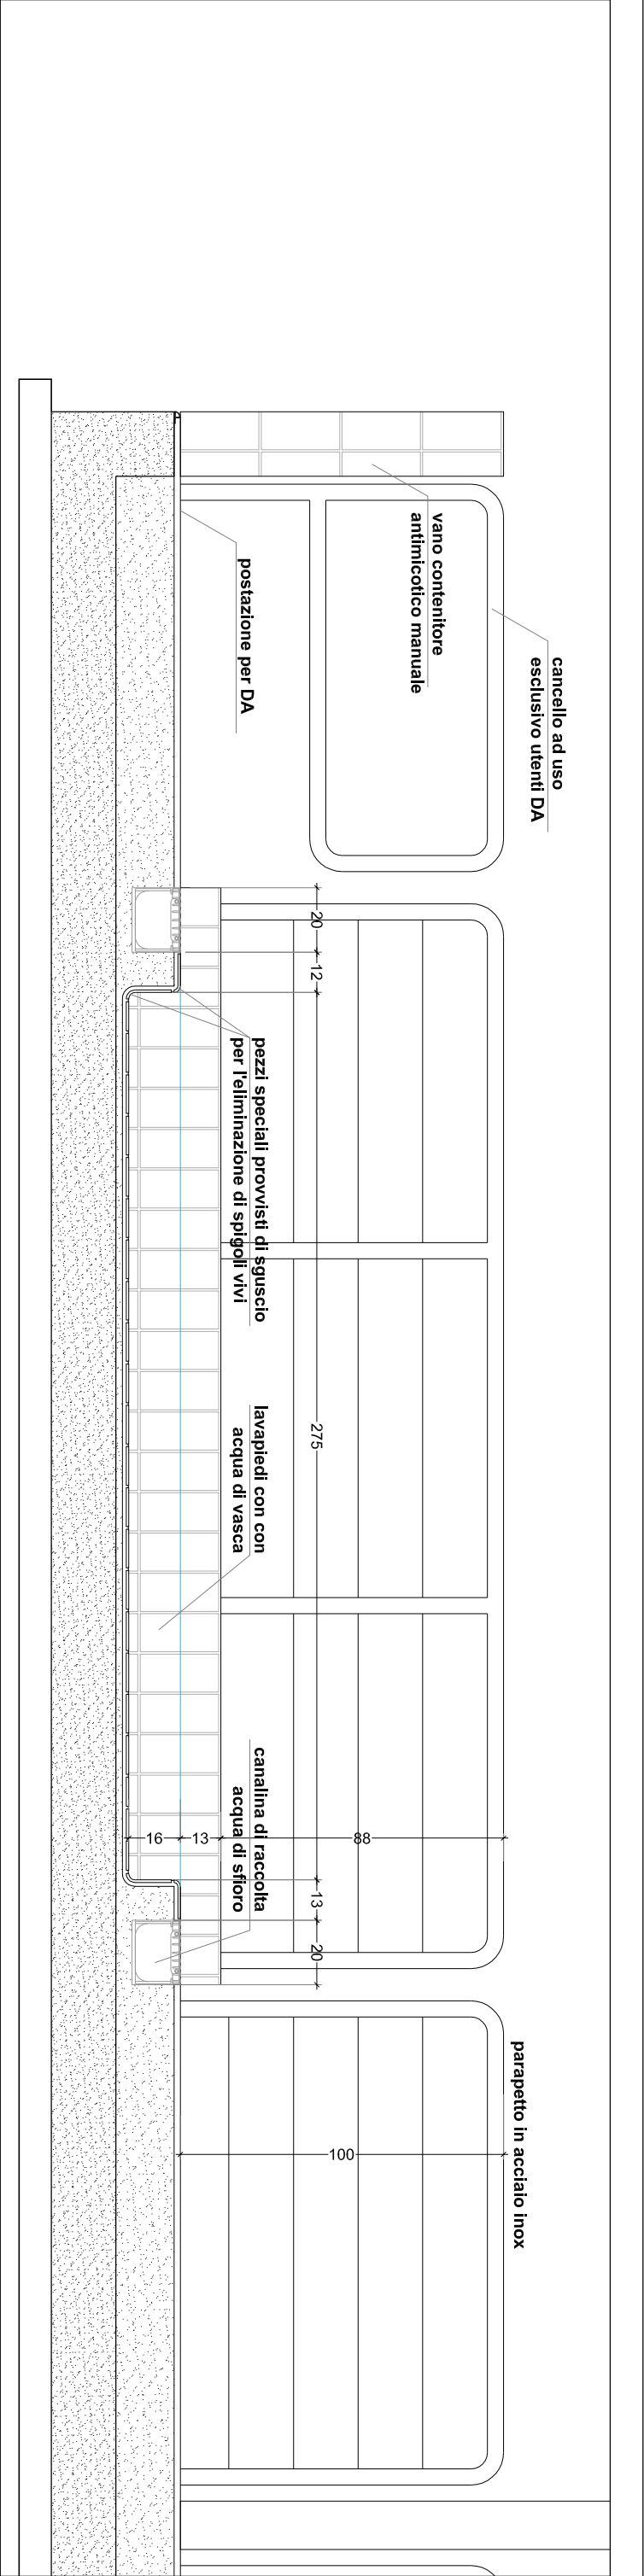 cancello ad uso
esclusivo utenti DA
vano contenitore
antimicotico manuale
postazione per DA
20
12
275
13
20
pezzi speciali provvisti di sguscio
per l'eliminazione di spigoli vivi
lavapiedi con con
acqua di vasca
canalina di raccolta
acqua di sfioro
88
13
16
parapetto in acciaio inox
100